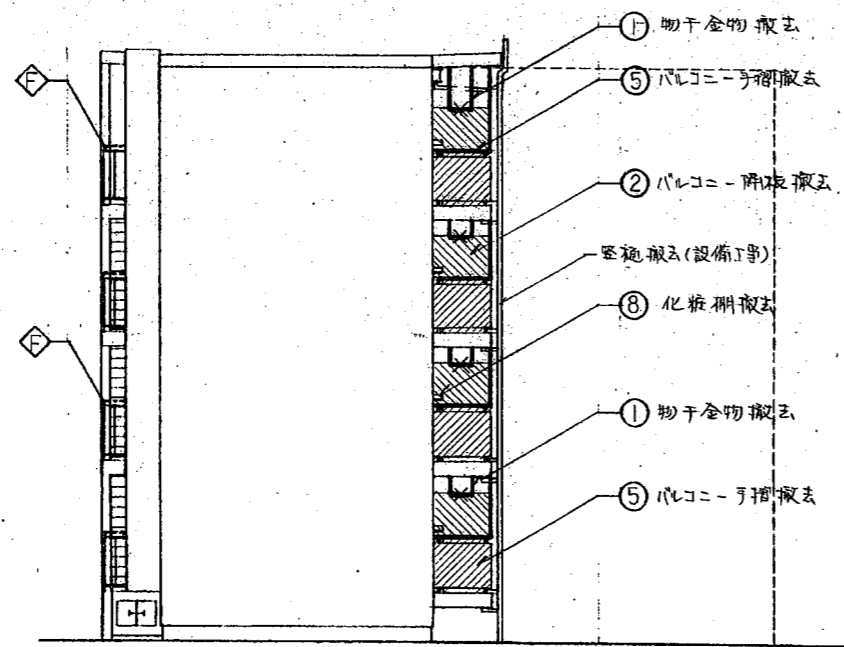 ① 物干金物撤去
F
⑤ バルコニー手摺撤去
② バルコニー隔板撤去
竪樋撤去(設備工事)
⑧ 化粧棚撤去
F
① 物干金物撤去
⑤ バルコニー手摺撤去